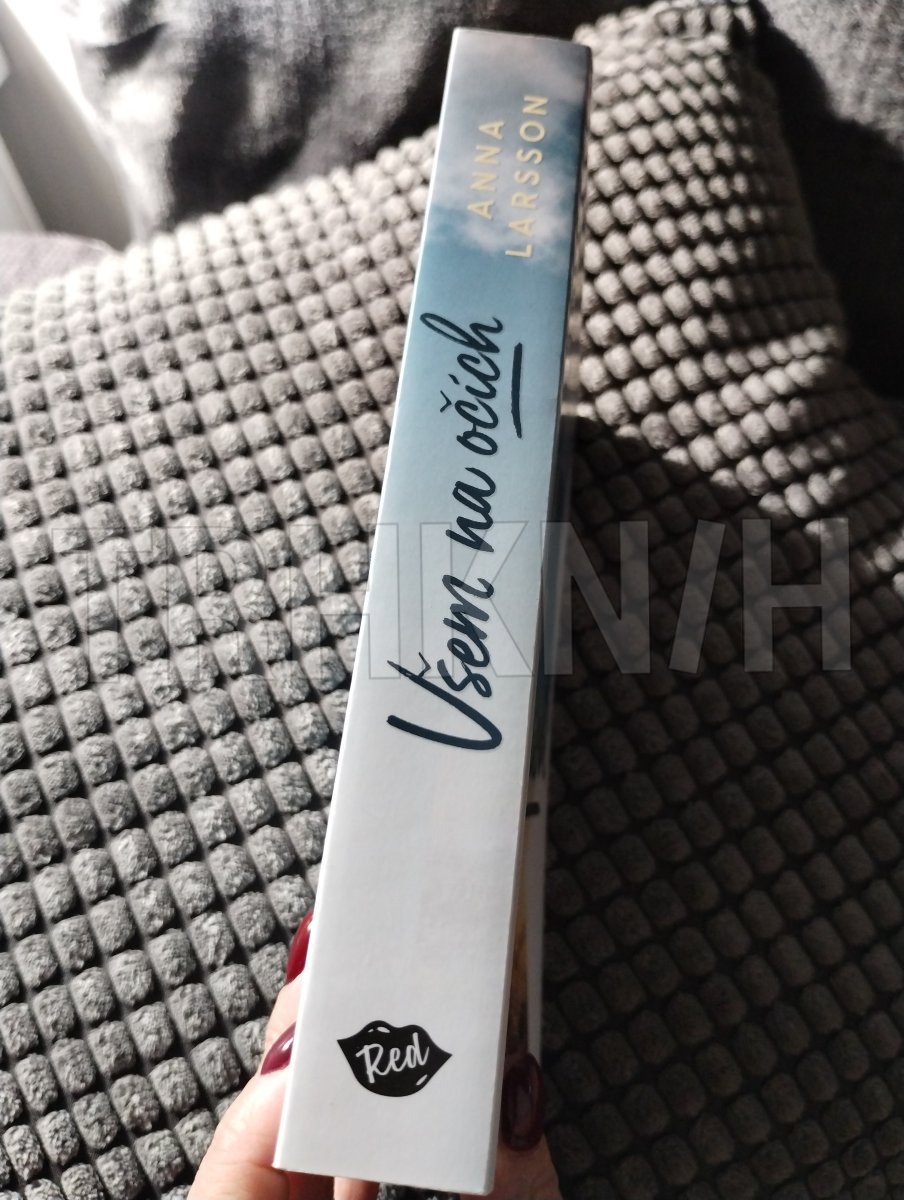 ANNA
LARSSON
Všem na očích
Red